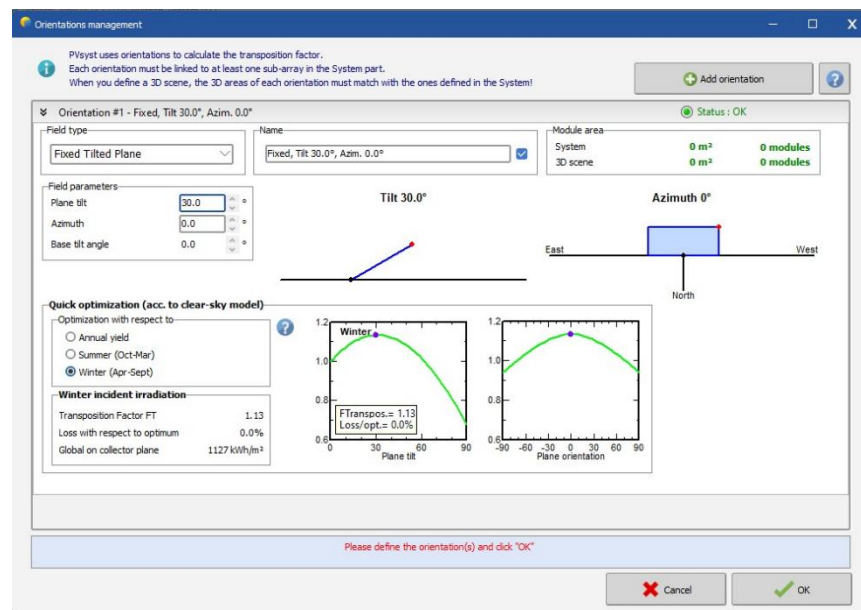 Orientations management
PVsyst uses orientations to calculate the transposition factor.
Each orientation must be linked to at least one sub-array in the System part.
When you define a 3D scene, the 3D areas of each orientation must match with the ones defined in the System!
Add orientation
Orientation #1 - Fixed, Tilt 30.0°, Azim. 0.0°
Status : OK
Field type
Fixed Tilted Plane
Name
Fixed, Tilt 30.0°, Azim. 0.0°
Module area
System 0 m² 0 modules
3D scene 0 m² 0 modules
Field parameters
Plane tilt 30.0 °
Azimuth 0.0 °
Base tilt angle 0.0 °
Tilt 30.0°
Azimuth 0°
East West
North
Quick optimization (acc. to clear-sky model)
Optimization with respect to
Annual yield
Summer (Oct-Mar)
Winter (Apr-Sept)
Winter incident irradiation
Transposition Factor FT 1.13
Loss with respect to optimum 0.0%
Global on collector plane 1127 kWh/m²
1.2
1.0
0.8
0.6
Winter
FTranspos.= 1.13
Loss/opt.= 0.0%
0 30 60 90
Plane tilt
1.2
1.0
0.8
0.6
-90 -60 -30 0 30 60 90
Plane orientation
Please define the orientation(s) and click "OK"
Cancel
OK